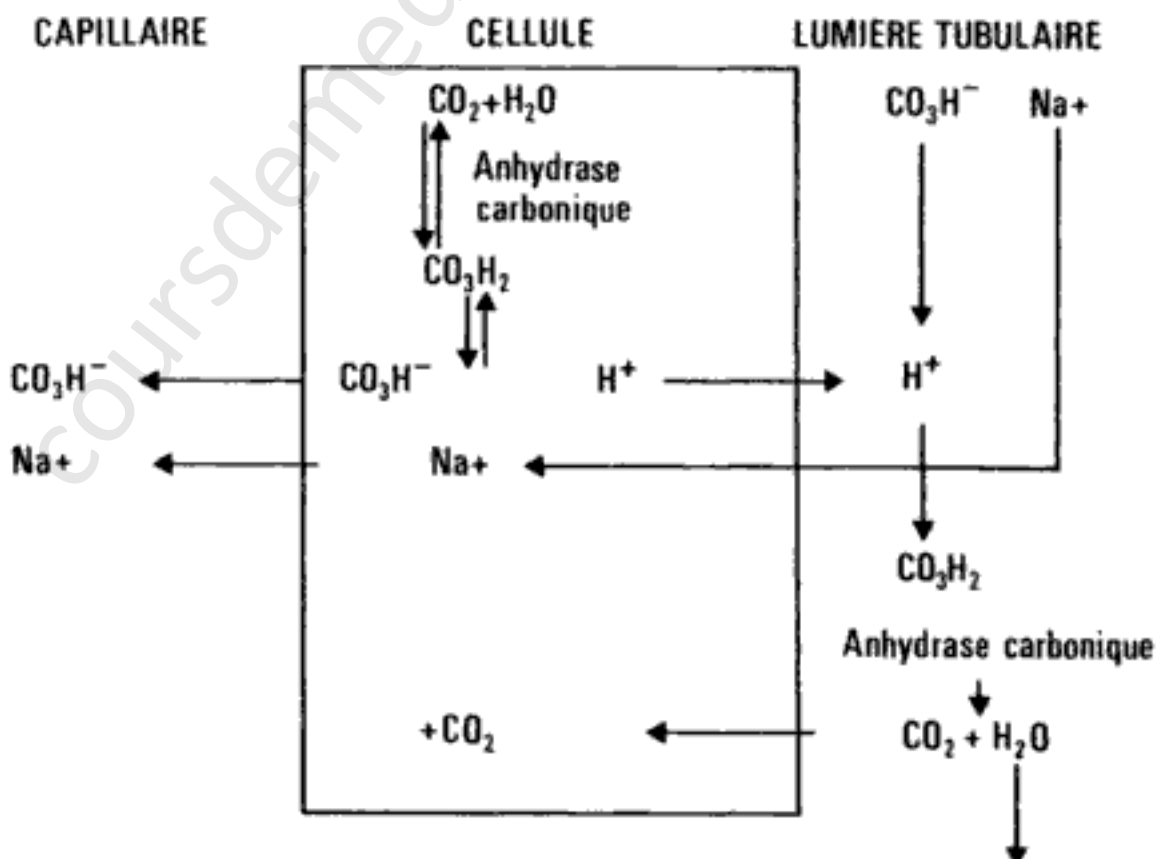 CAPILLAIRE CELLULE LUMIERE TUBULAIRE
CO₂+H₂O CO₃H⁻ Na+
Anhydrase
carbonique
CO₃H₂
CO₃H⁻ CO₃H⁻ H⁺ H⁺
Na+ Na+
CO₃H₂
Anhydrase carbonique
+CO₂ CO₂ + H₂O